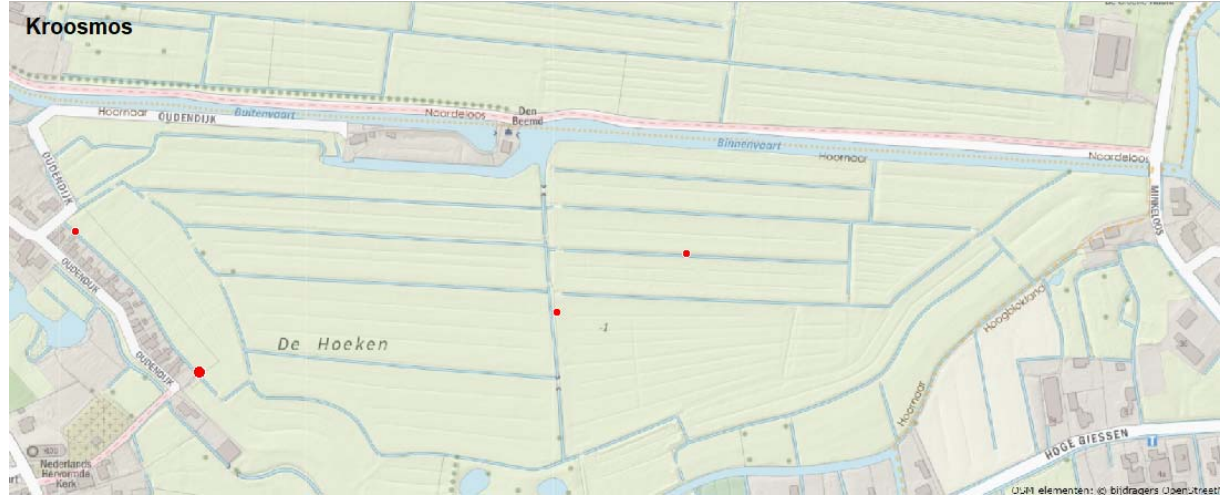 Kroosmos
Buitenvaart
Hoornaar
OUDENDIJK
Noordeloos
Den
Beemd
Binnenvaart
Hoornaar
Noordeloos
OUDENDIJK
MINKELOOS
OUDENDIJK
De Hoeken
-1
Hoogblokland
OUDENDIJK
Hoornaar
HOGE GIESSEN
Nederlands
Hervormde
Kerk
OSM elementen: © bijdragers OpenStreet